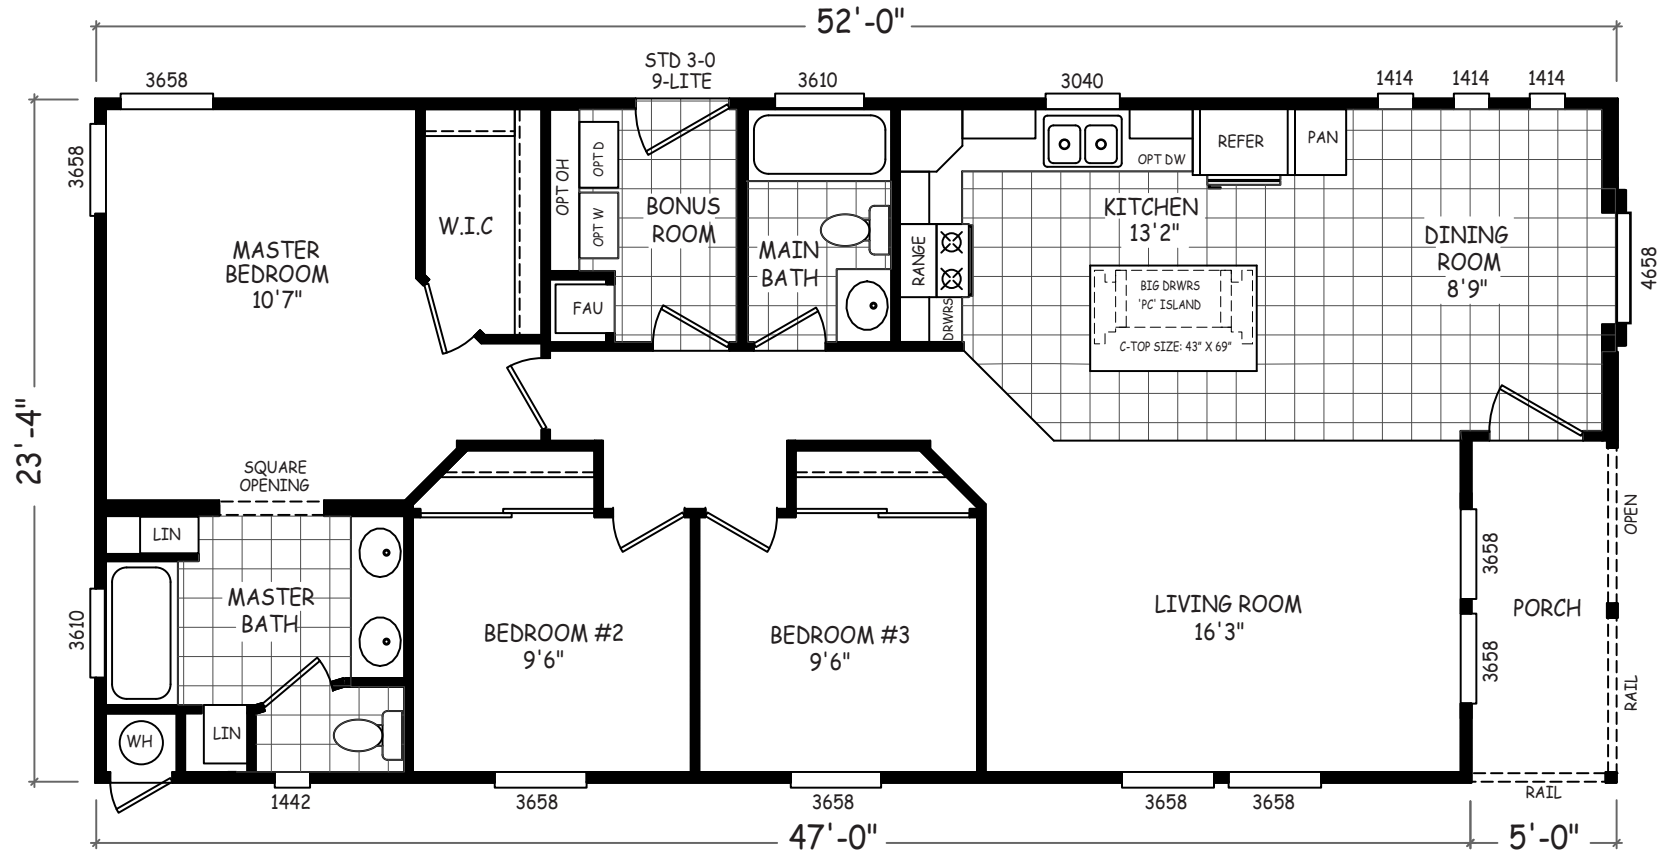 52'-0"
3658
STD 3-0
9-LITE
3610
3040
1414
1414
1414
3658
23'-4"
MASTER
BEDROOM
10'7"
W.I.C
OPT OH
OPT D
OPT W
BONUS
ROOM
FAU
MAIN
BATH
RANGE
DRWRS
OPT DW
REFER
PAN
KITCHEN
13'2"
BIG DRWRS
'PC' ISLAND
C-TOP SIZE: 43" X 69"
DINING
ROOM
8'9"
4658
SQUARE
OPENING
LIN
MASTER
BATH
3610
WH
LIN
BEDROOM #2
9'6"
BEDROOM #3
9'6"
LIVING ROOM
16'3"
3658
3658
PORCH
OPEN
RAIL
RAIL
1442
3658
3658
3658
3658
47'-0"
5'-0"